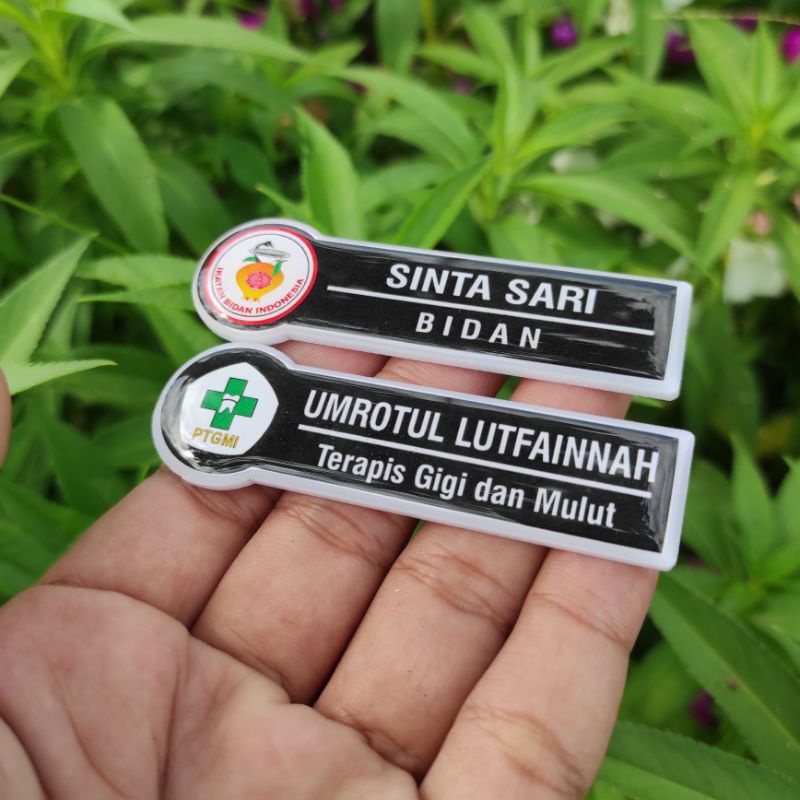 IKATAN BIDAN INDONESIA
SINTA SARI
BIDAN
PTGMI
UMROTUL LUTFAINNAH
Terapis Gigi dan Mulut